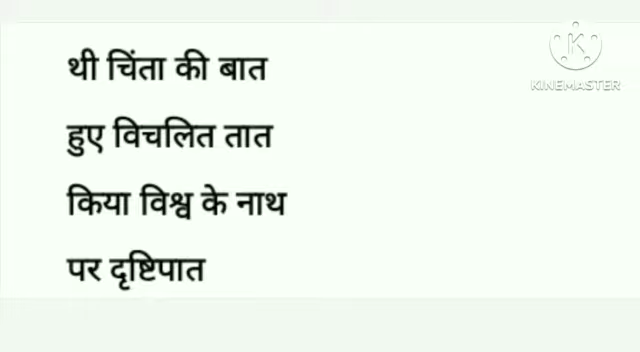 थी चिंता की बात
हुए विचलित तात
किया विश्व के नाथ
पर दृष्टिपात
KINEMASTER